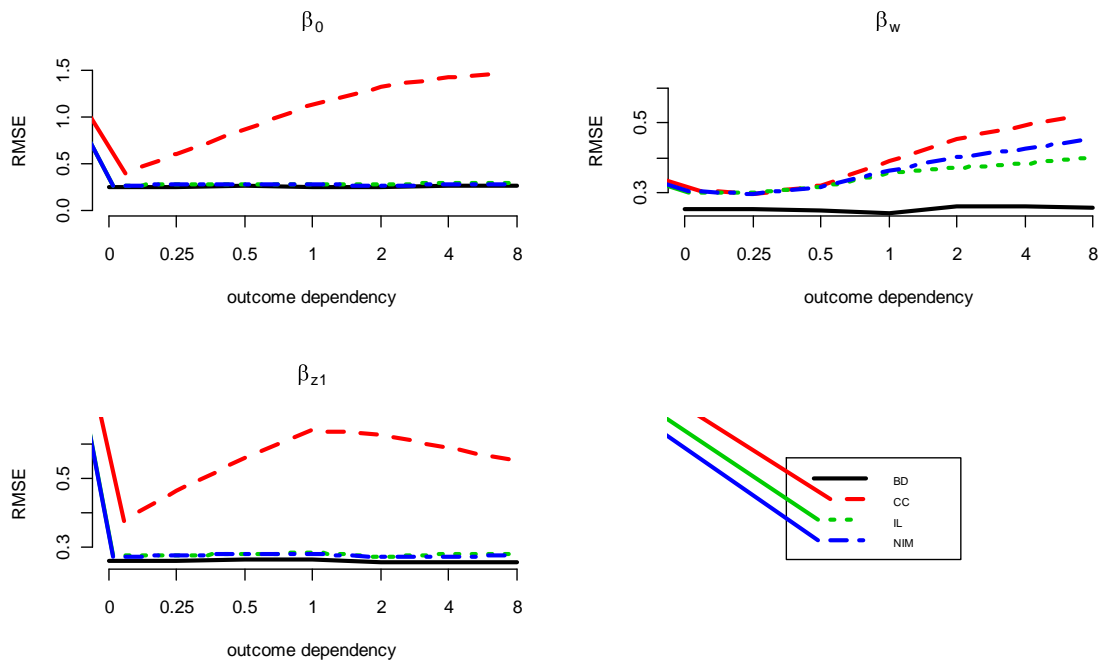 β0
RMSE
1.5
1.0
0.5
0.0
0 0.25 0.5 1 2 4 8
outcome dependency
βw
RMSE
0.5
0.3
0 0.25 0.5 1 2 4 8
outcome dependency
βz1
RMSE
0.5
0.3
0 0.25 0.5 1 2 4 8
outcome dependency
BD
CC
IL
NIM